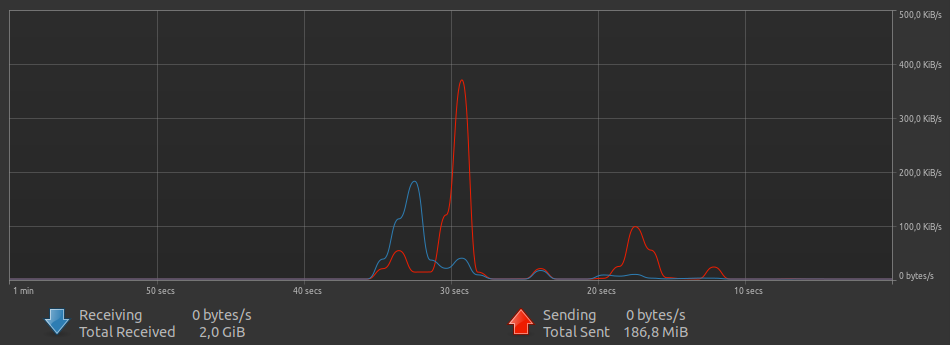 500,0 KiB/s
400,0 KiB/s
300,0 KiB/s
200,0 KiB/s
100,0 KiB/s
0 bytes/s
1 min 50 secs 40 secs 30 secs 20 secs 10 secs
Receiving 0 bytes/s Sending 0 bytes/s
Total Received 2,0 GiB Total Sent 186,8 MiB